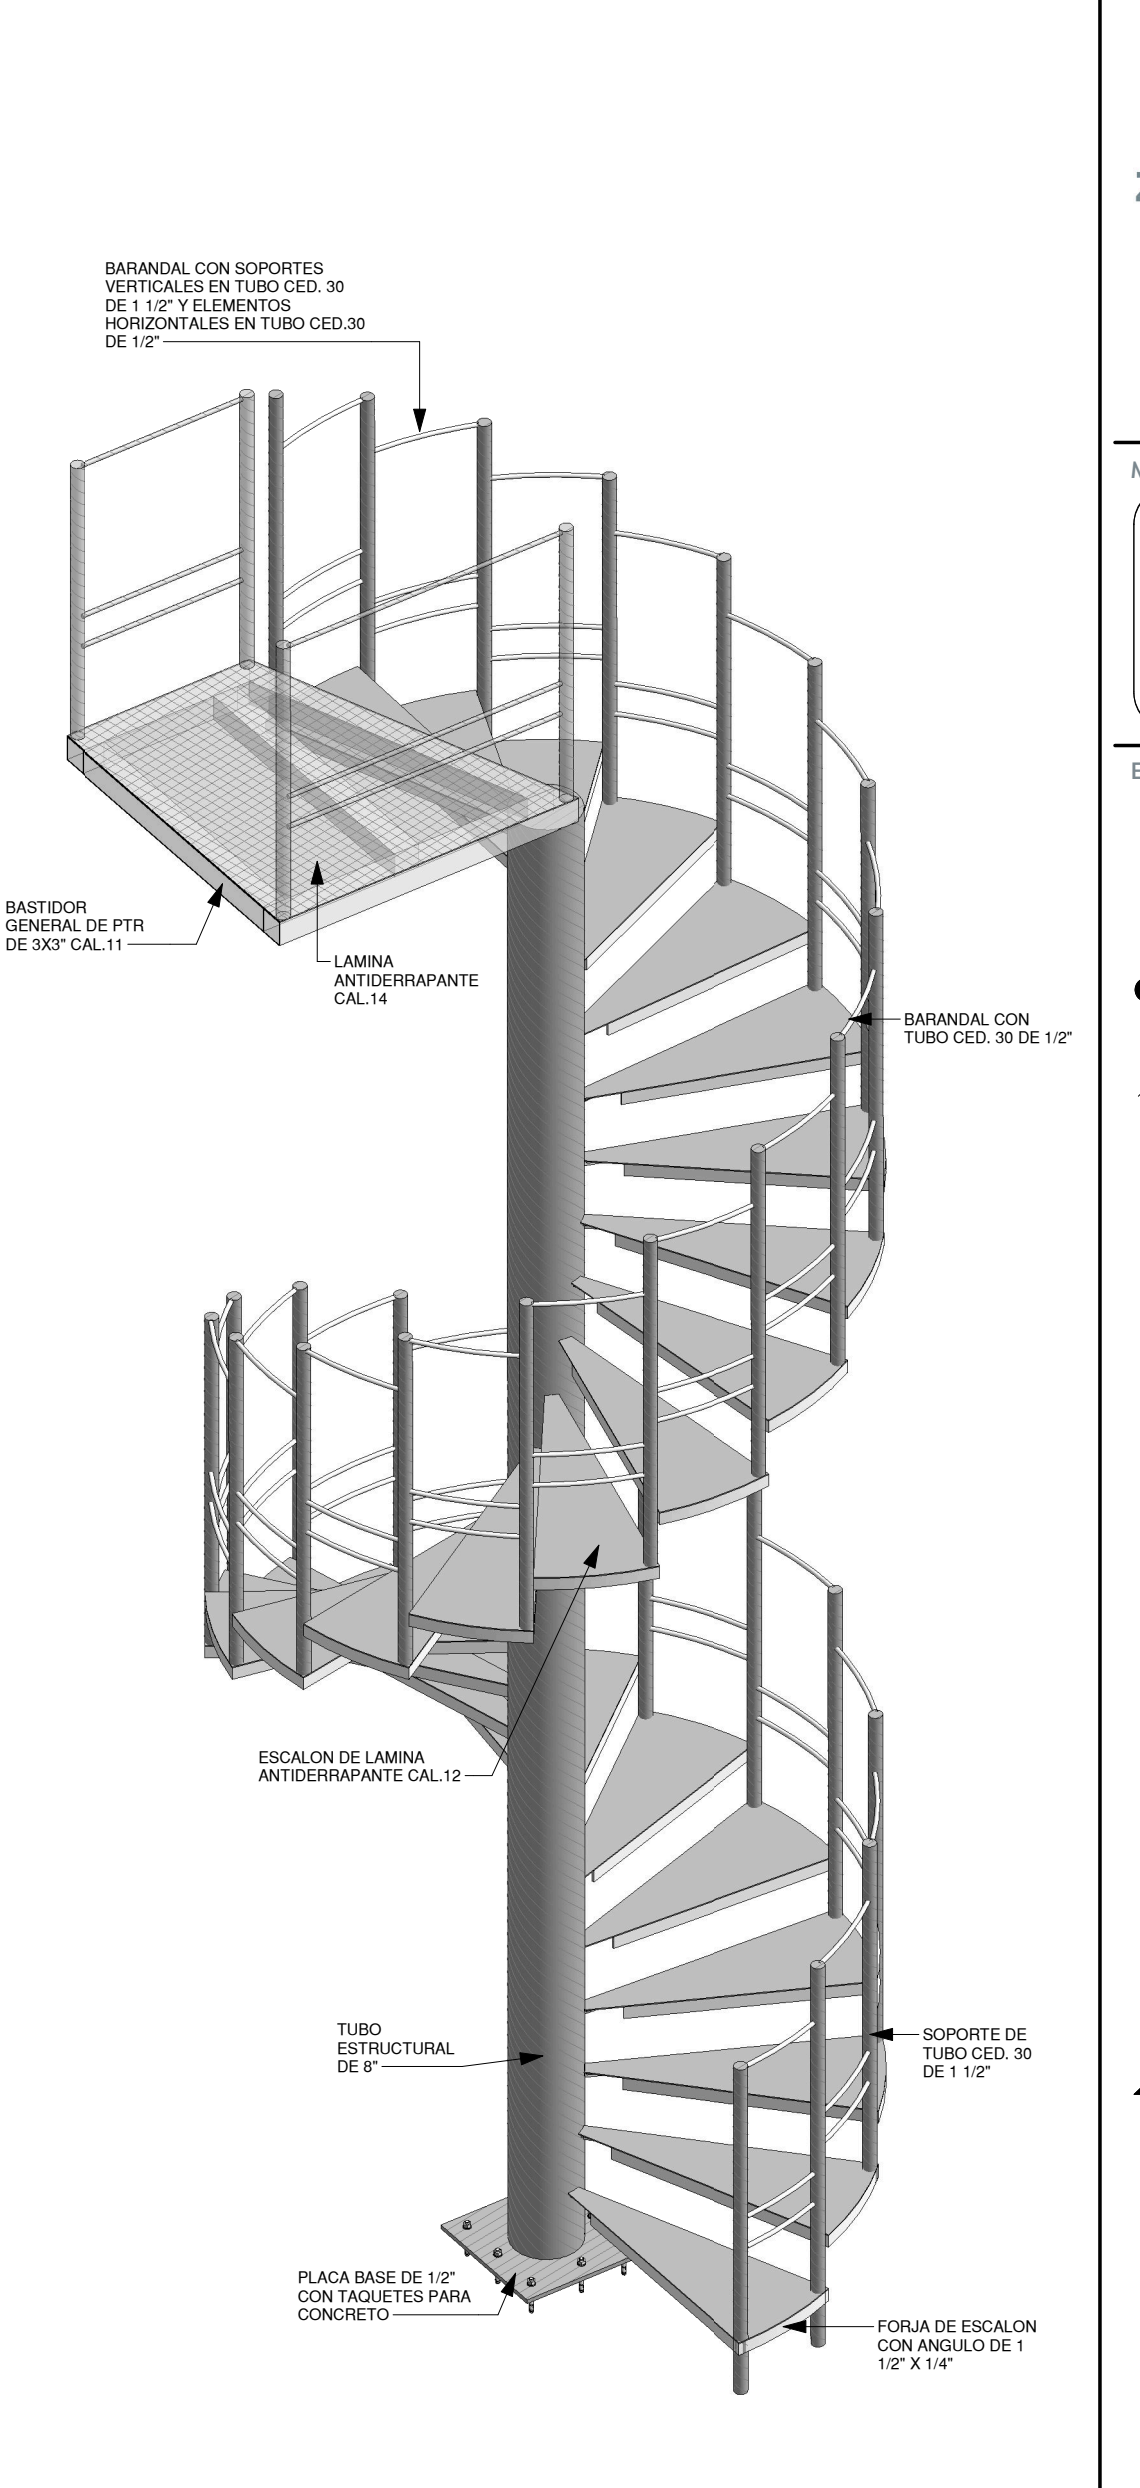 BARANDAL CON SOPORTES
VERTICALES EN TUBO CED. 30
DE 1 1/2" Y ELEMENTOS
HORIZONTALES EN TUBO CED.30
DE 1/2"
BASTIDOR
GENERAL DE PTR
DE 3X3" CAL.11
LAMINA
ANTIDERRAPANTE
CAL.14
BARANDAL CON
TUBO CED. 30 DE 1/2"
ESCALON DE LAMINA
ANTIDERRAPANTE CAL.12
TUBO
ESTRUCTURAL
DE 8"
SOPORTE DE
TUBO CED. 30
DE 1 1/2"
PLACA BASE DE 1/2"
CON TAQUETES PARA
CONCRETO
FORJA DE ESCALON
CON ANGULO DE 1
1/2" X 1/4"